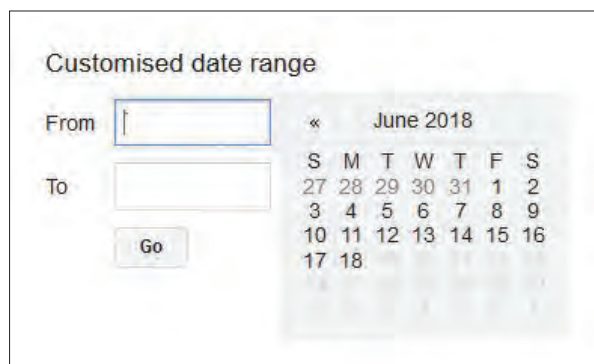 Customised date range
From
To
Go
« June 2018
S M T W T F S
27 28 29 30 31 1 2
3 4 5 6 7 8 9
10 11 12 13 14 15 16
17 18